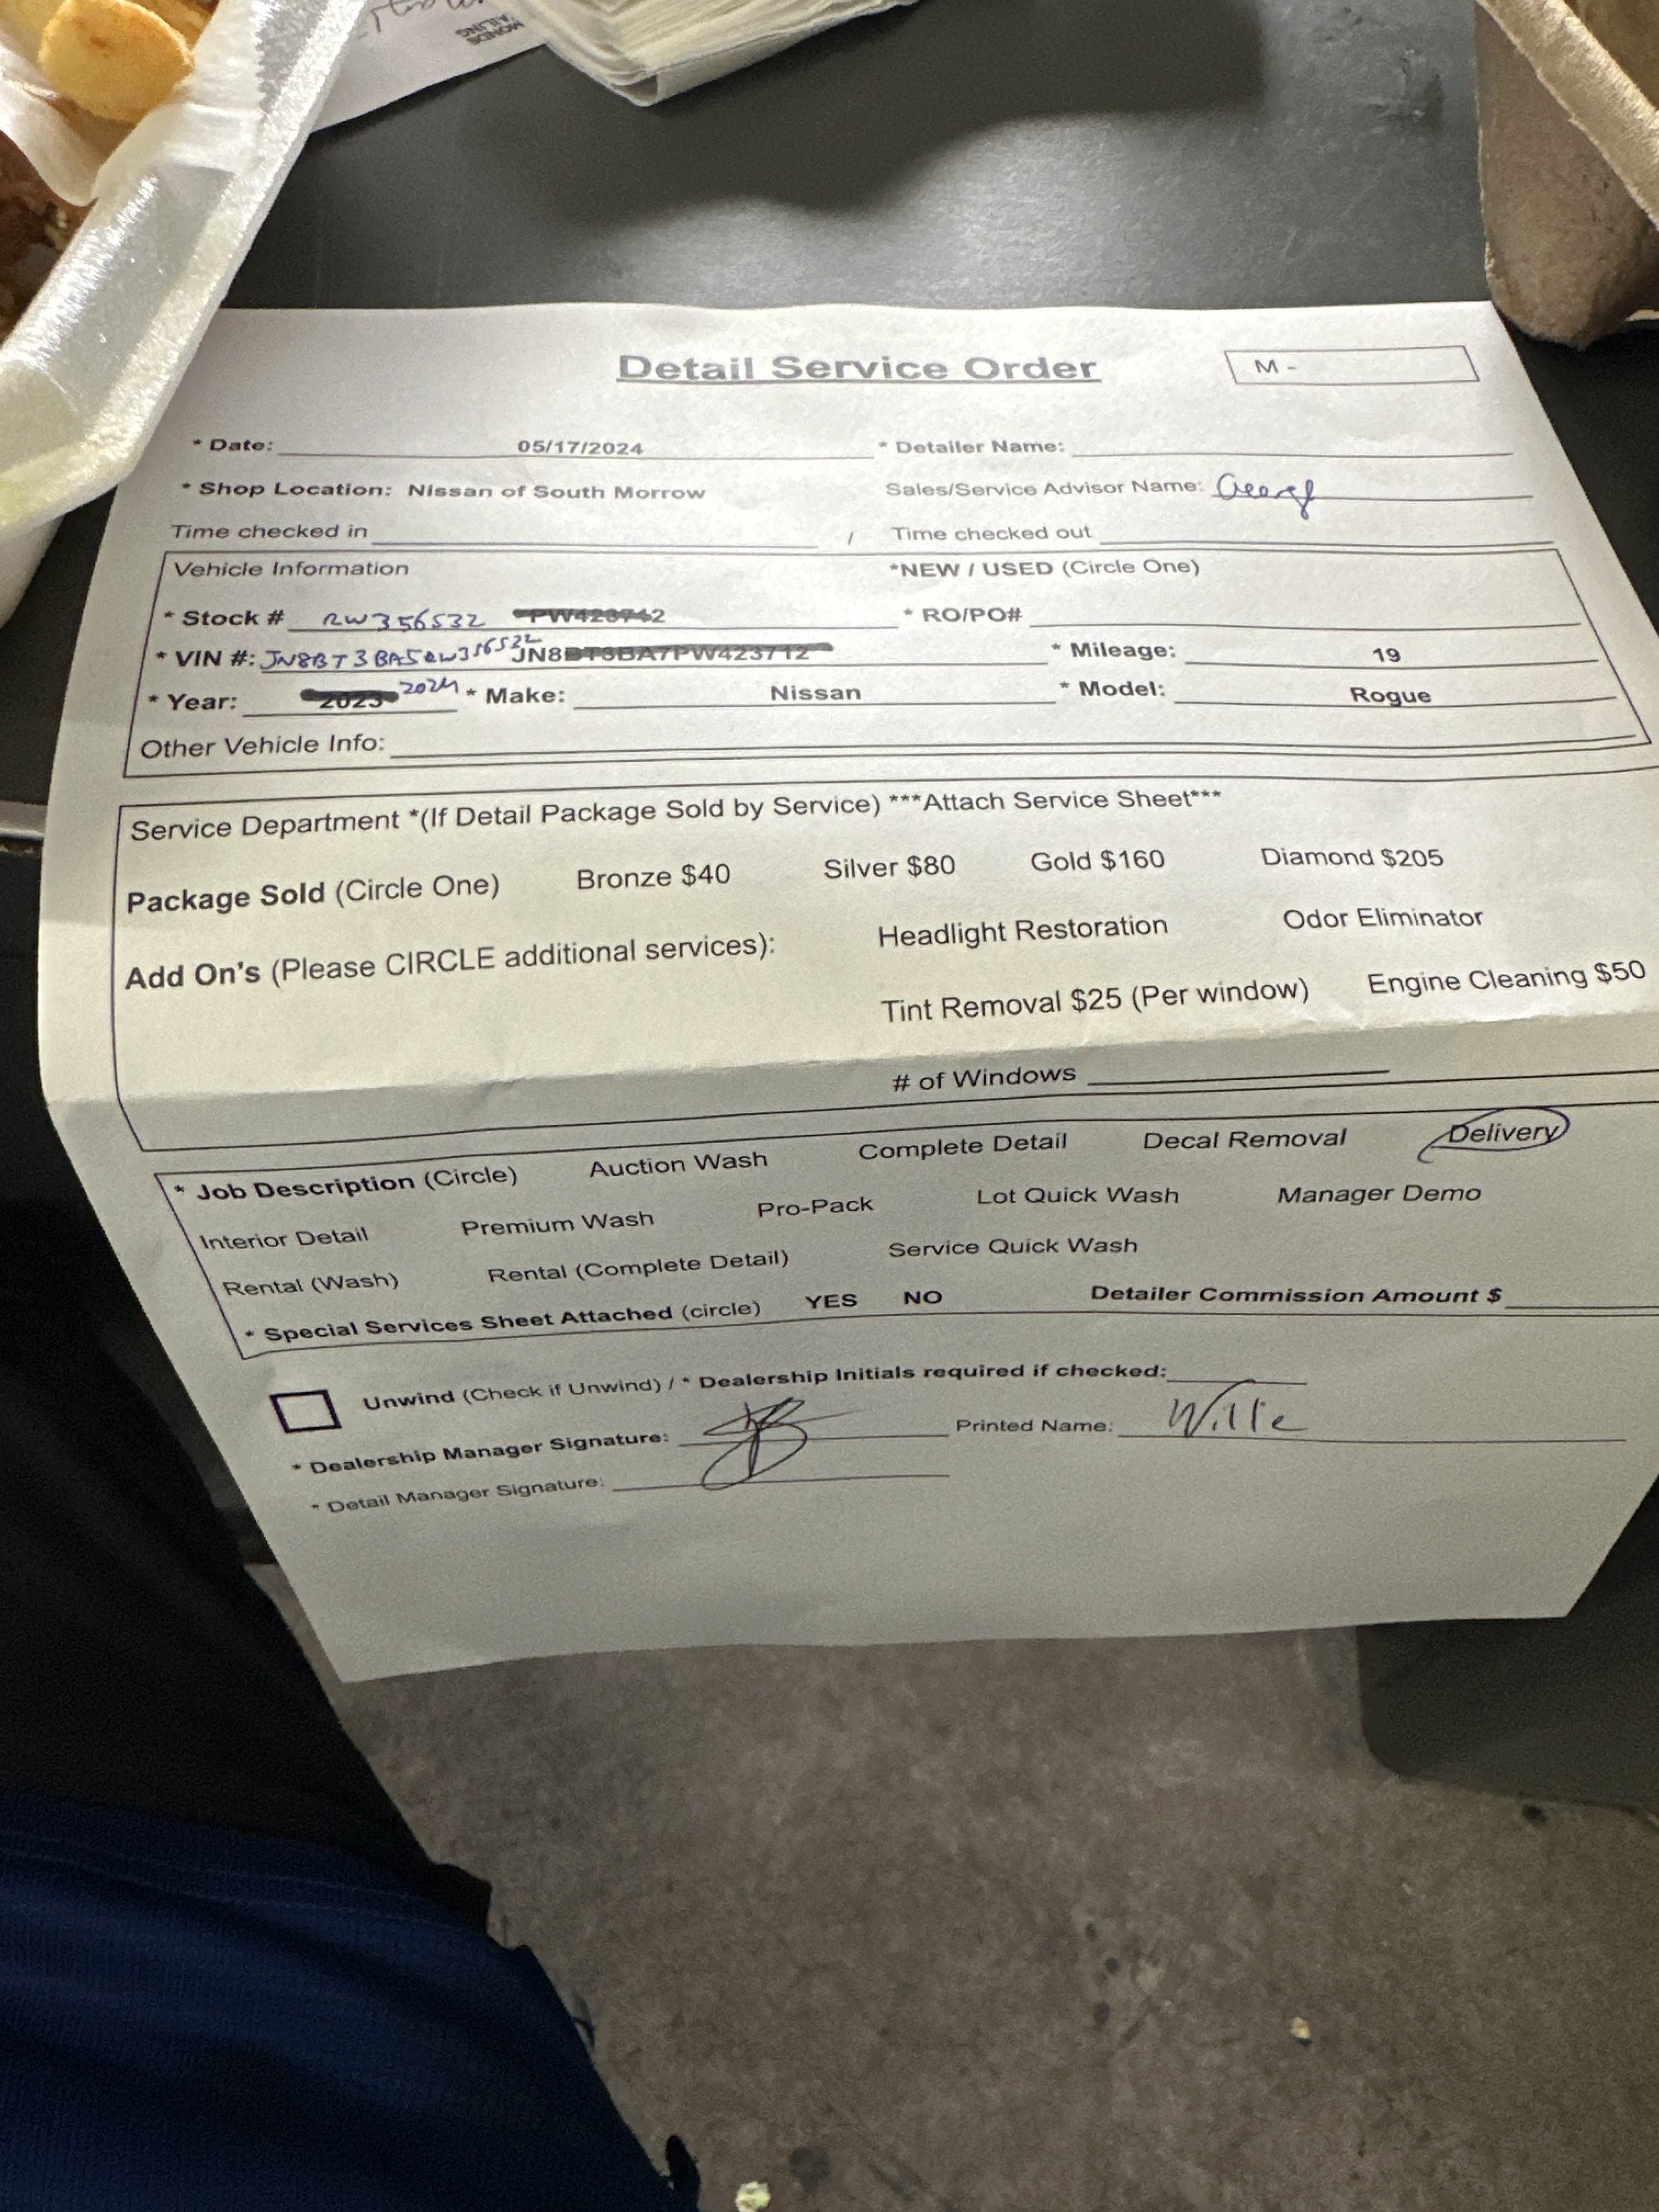 MONDE
AILING
Detail Service Order
M -
* Date: 05/17/2024 * Detailer Name:
* Shop Location: Nissan of South Morrow Sales/Service Advisor Name: George
Time checked in / Time checked out
Vehicle Information *NEW / USED (Circle One)
* Stock # RW356532 PW423712 * RO/PO#
* VIN #: JN8BT3BA5RW356532 JN8BT3BA7PW423712 * Mileage: 19
* Year: 2023 2024 * Make: Nissan * Model: Rogue
Other Vehicle Info:
Service Department *(If Detail Package Sold by Service) ***Attach Service Sheet***
Package Sold (Circle One) Bronze $40 Silver $80 Gold $160 Diamond $205
Add On's (Please CIRCLE additional services): Headlight Restoration Odor Eliminator
Tint Removal $25 (Per window) Engine Cleaning $50
# of Windows
* Job Description (Circle) Auction Wash Complete Detail Decal Removal Delivery
Interior Detail Premium Wash Pro-Pack Lot Quick Wash Manager Demo
Rental (Wash) Rental (Complete Detail) Service Quick Wash
* Special Services Sheet Attached (circle) YES NO Detailer Commission Amount $
Unwind (Check if Unwind) / * Dealership Initials required if checked:
* Dealership Manager Signature: Printed Name: Willie
* Detail Manager Signature: